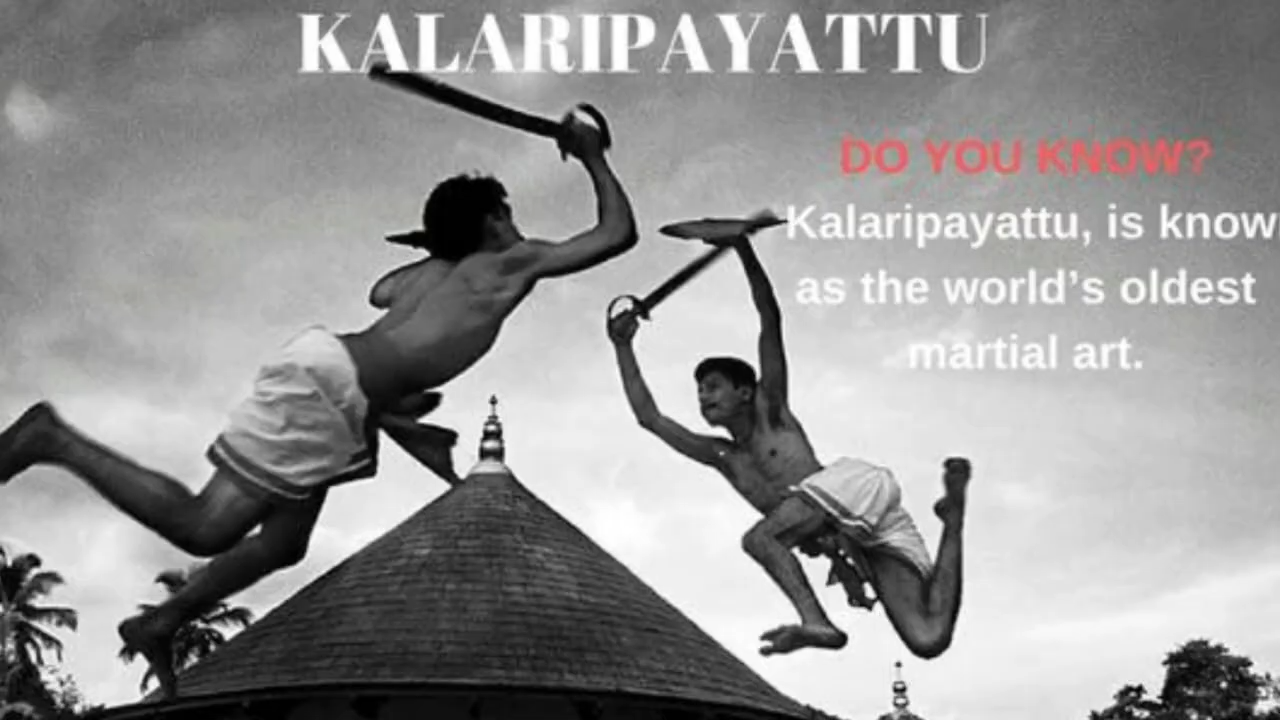 KALARIPAYATTU
DO YOU KNOW?
Kalaripayattu, is know
as the world's oldest
martial art.